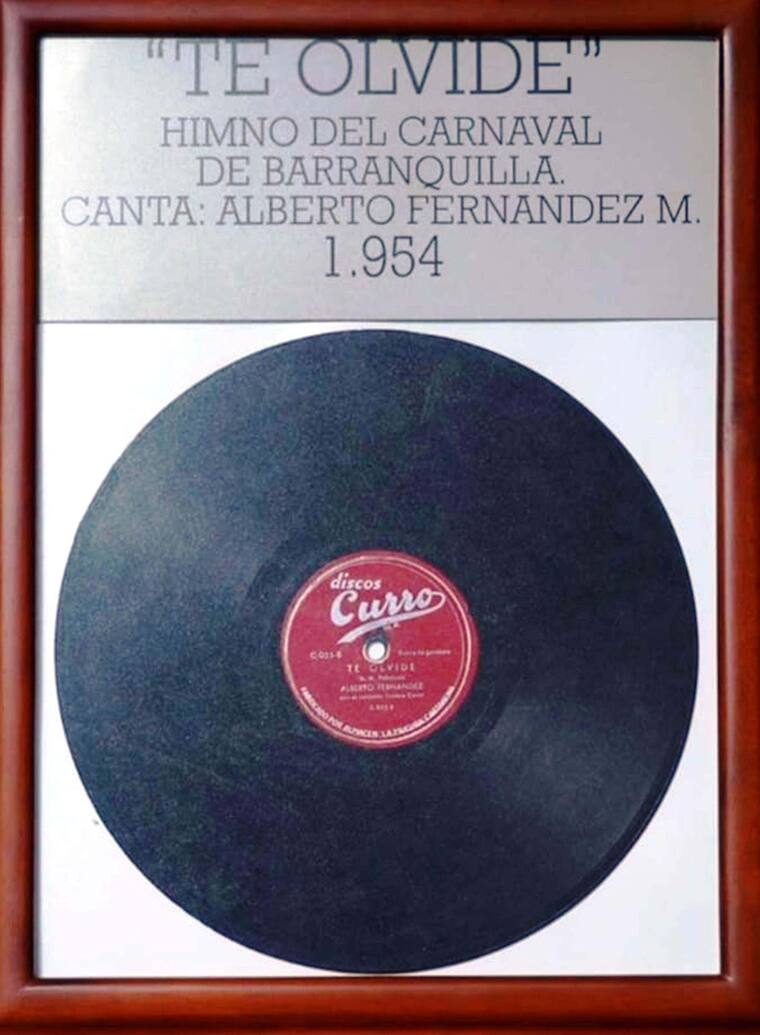 “TE OLVIDE”
HIMNO DEL CARNAVAL
DE BARRANQUILLA.
CANTA: ALBERTO FERNANDEZ M.
1.954
discos
Curro
TE OLVIDE
ALBERTO FERNANDEZ